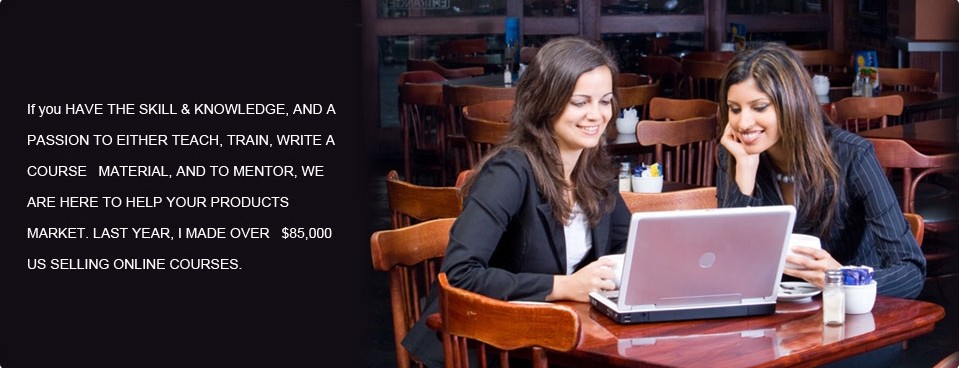 If you HAVE THE SKILL & KNOWLEDGE, AND A
PASSION TO EITHER TEACH, TRAIN, WRITE A
COURSE   MATERIAL, AND TO MENTOR, WE
ARE HERE TO HELP YOUR PRODUCTS
MARKET. LAST YEAR, I MADE OVER   $85,000
US SELLING ONLINE COURSES.